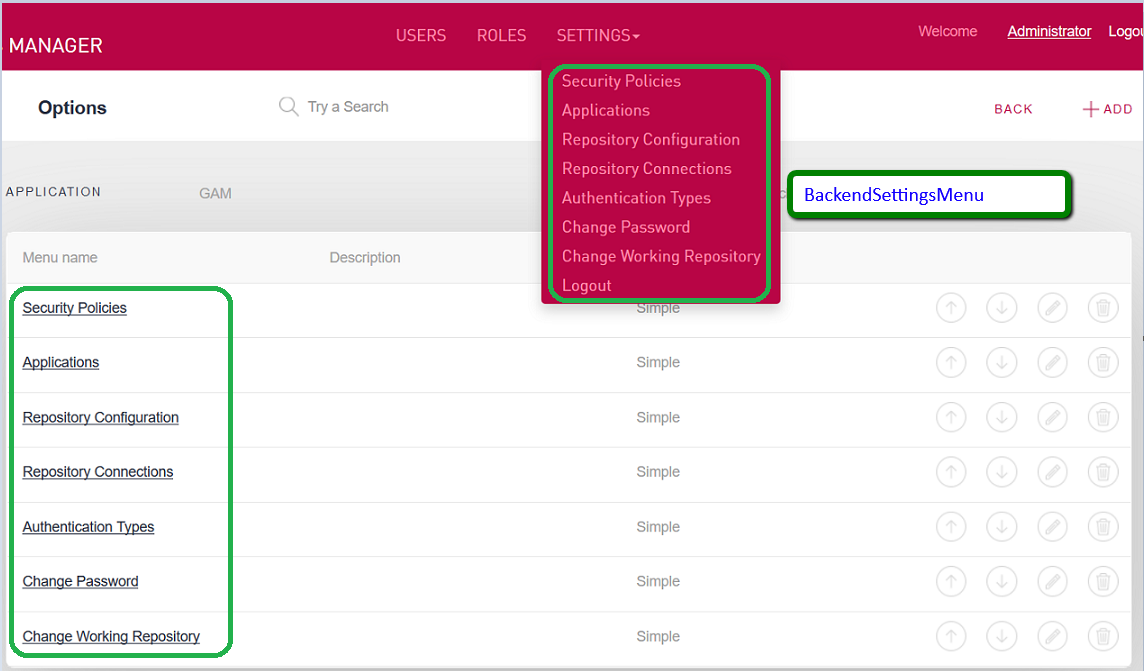 MANAGER
USERS ROLES SETTINGS
Welcome Administrator
Security Policies
Applications
Repository Configuration
Repository Connections
Authentication Types
Change Password
Change Working Repository
Logout
Options Try a Search BACK + ADD
APPLICATION GAM
BackendSettingsMenu
Menu name Description
Security Policies Simple
Applications Simple
Repository Configuration Simple
Repository Connections Simple
Authentication Types Simple
Change Password Simple
Change Working Repository Simple